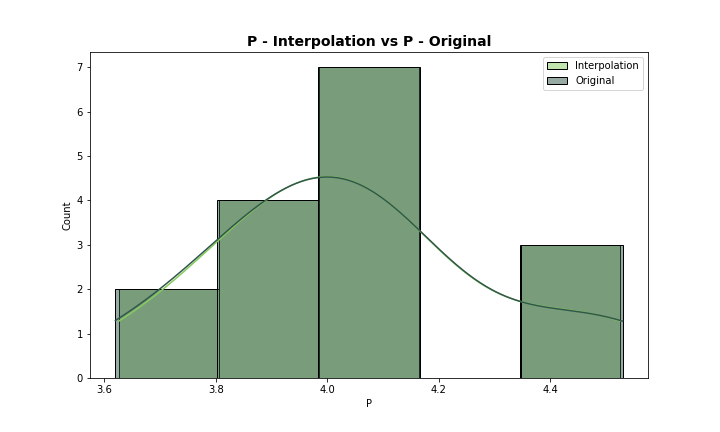 P - Interpolation vs P - Original
Interpolation
Original
7
6
5
4
3
2
1
0
Count
3.6 3.8 4.0 4.2 4.4
P